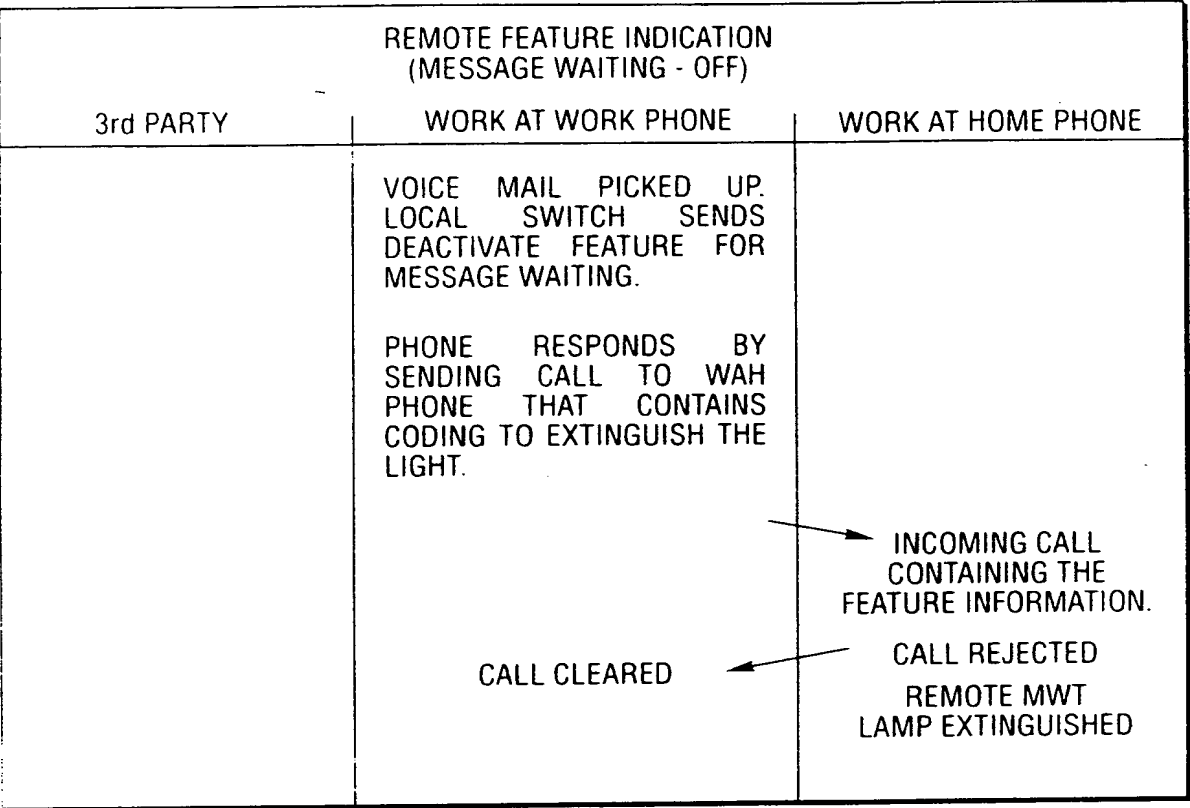 REMOTE FEATURE INDICATION
(MESSAGE WAITING - OFF)
3rd PARTY
WORK AT WORK PHONE
WORK AT HOME PHONE
VOICE MAIL PICKED UP.
LOCAL SWITCH SENDS
DEACTIVATE FEATURE FOR
MESSAGE WAITING.
PHONE RESPONDS BY
SENDING CALL TO WAH
PHONE THAT CONTAINS
CODING TO EXTINGUISH THE
LIGHT.
INCOMING CALL
CONTAINING THE
FEATURE INFORMATION.
CALL REJECTED
CALL CLEARED
REMOTE MWT
LAMP EXTINGUISHED